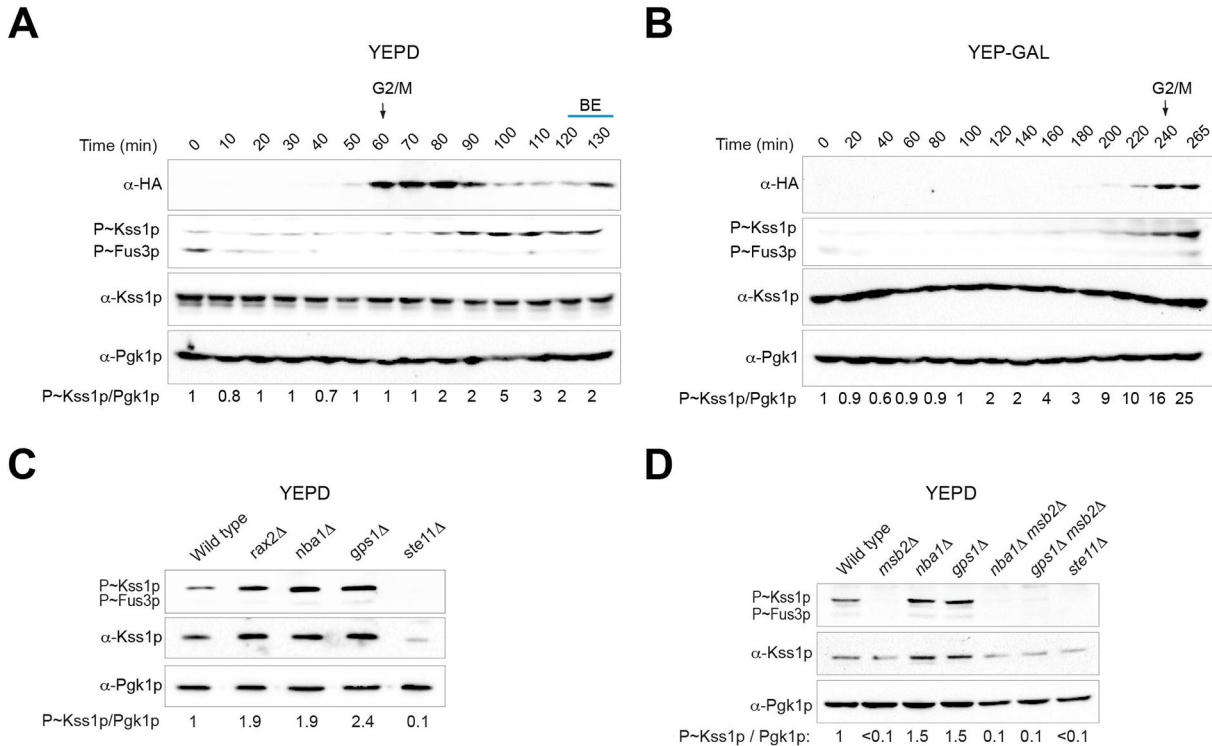 A
YEPD
G2/M
BE
Time (min) 0 10 20 30 40 50 60 70 80 90 100 110 120 130
α-HA
P~Kss1p
P~Fus3p
α-Kss1p
α-Pgk1p
P~Kss1p/Pgk1p 1 0.8 1 1 0.7 1 1 1 2 2 5 3 2 2
B
YEP-GAL
G2/M
Time (min) 0 20 40 60 80 100 120 140 160 180 200 220 240 265
α-HA
P~Kss1p
P~Fus3p
α-Kss1p
α-Pgk1
P~Kss1p/Pgk1p 1 0.9 0.6 0.9 0.9 1 2 2 4 3 9 10 16 25
C
YEPD
Wild type rax2Δ nba1Δ gps1Δ ste11Δ
P~Kss1p
P~Fus3p
α-Kss1p
α-Pgk1p
P~Kss1p/Pgk1p 1 1.9 1.9 2.4 0.1
D
YEPD
Wild type msb2Δ nba1Δ gps1Δ nba1Δ msb2Δ gps1Δ msb2Δ ste11Δ
P~Kss1p
P~Fus3p
α-Kss1p
α-Pgk1p
P~Kss1p / Pgk1p: 1 <0.1 1.5 1.5 0.1 0.1 <0.1